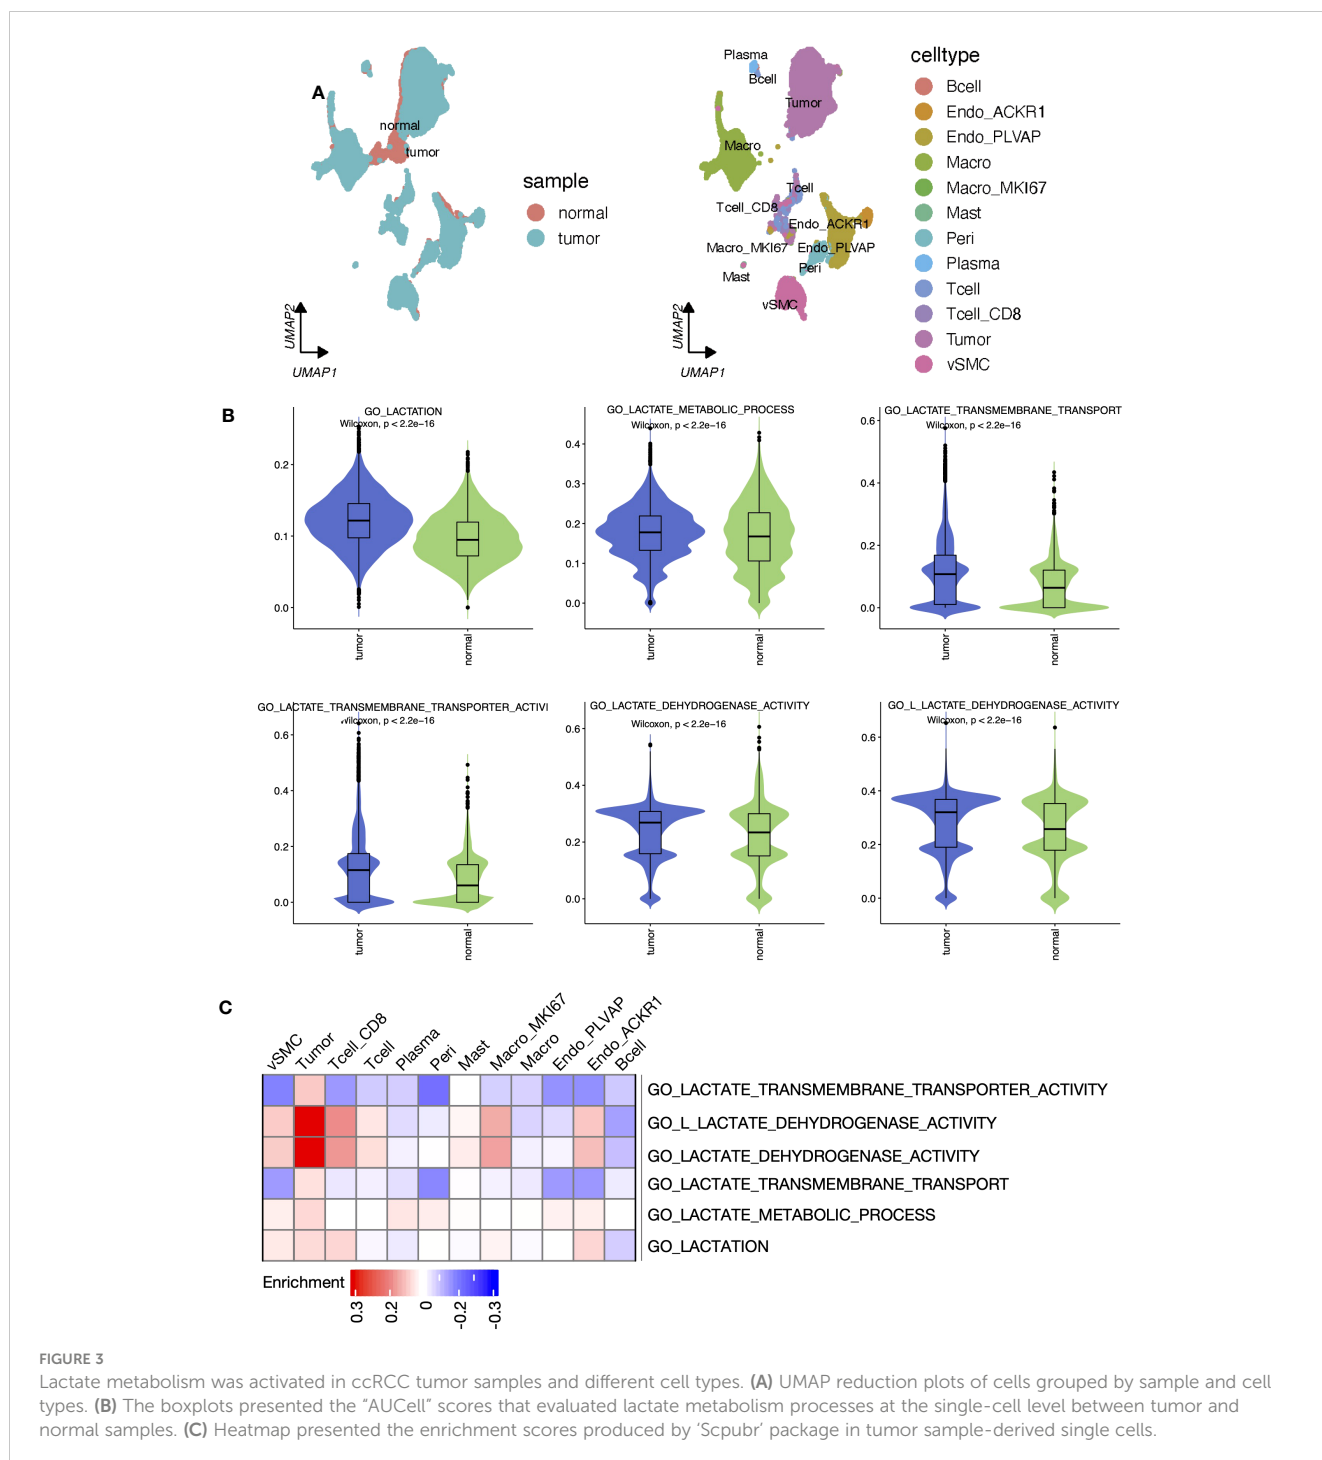 A
normal
tumor
sample
normal
tumor
UMAP2
UMAP1
Plasma
Bcell
Tumor
Macro
Tcell
Tcell_CD8
Endo_ACKR1
Macro_MKI67
Endo_PLVAP
Peri
Mast
vSMC
UMAP2
UMAP1
celltype
Bcell
Endo_ACKR1
Endo_PLVAP
Macro
Macro_MKI67
Mast
Peri
Plasma
Tcell
Tcell_CD8
Tumor
vSMC
B
GO_LACTATION
Wilcoxon, p < 2.2e−16
0.2
0.1
0.0
tumor
normal
GO_LACTATE_METABOLIC_PROCESS
Wilcoxon, p < 2.2e−16
0.4
0.3
0.2
0.1
0.0
tumor
normal
GO_LACTATE_TRANSMEMBRANE_TRANSPORT
Wilcoxon, p < 2.2e−16
0.6
0.4
0.2
0.0
tumor
normal
GO_LACTATE_TRANSMEMBRANE_TRANSPORTER_ACTIVI
Wilcoxon, p < 2.2e−16
0.6
0.4
0.2
0.0
tumor
normal
GO_LACTATE_DEHYDROGENASE_ACTIVITY
Wilcoxon, p < 2.2e−16
0.6
0.4
0.2
0.0
tumor
normal
GO_L_LACTATE_DEHYDROGENASE_ACTIVITY
Wilcoxon, p < 2.2e−16
0.6
0.4
0.2
0.0
tumor
normal
C
vSMC
Tumor
Tcell_CD8
Tcell
Plasma
Peri
Mast
Macro_MKI67
Macro
Endo_PLVAP
Endo_ACKR1
Bcell
GO_LACTATE_TRANSMEMBRANE_TRANSPORTER_ACTIVITY
GO_L_LACTATE_DEHYDROGENASE_ACTIVITY
GO_LACTATE_DEHYDROGENASE_ACTIVITY
GO_LACTATE_TRANSMEMBRANE_TRANSPORT
GO_LACTATE_METABOLIC_PROCESS
GO_LACTATION
Enrichment
0.3
0.2
0
-0.2
-0.3
FIGURE 3
Lactate metabolism was activated in ccRCC tumor samples and different cell types. (A) UMAP reduction plots of cells grouped by sample and cell
types. (B) The boxplots presented the “AUCell” scores that evaluated lactate metabolism processes at the single-cell level between tumor and
normal samples. (C) Heatmap presented the enrichment scores produced by ‘Scpubr’ package in tumor sample-derived single cells.